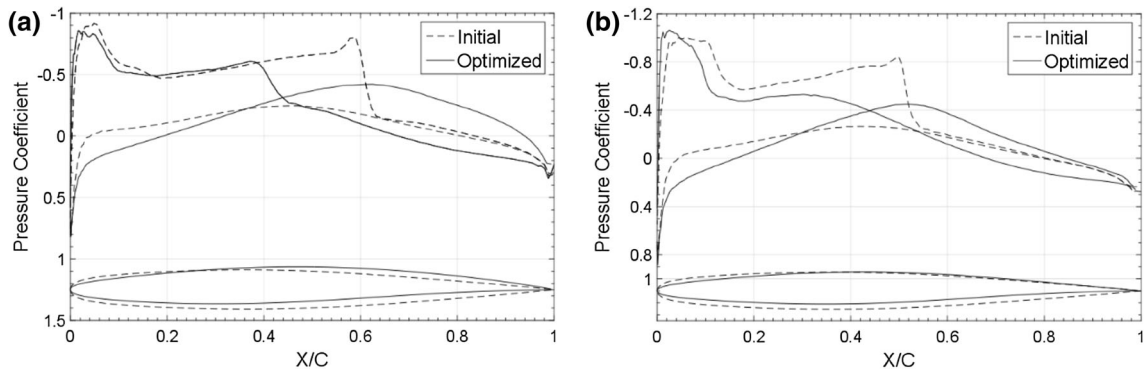 (a)
-1
-0.5
0
0.5
1
1.5
Pressure Coefficient
Initial
Optimized
0
0.2
0.4
0.6
0.8
1
X/C
(b)
-1.2
-0.8
-0.4
0
0.4
0.8
1
Pressure Coefficient
Initial
Optimized
0
0.2
0.4
0.6
0.8
1
X/C